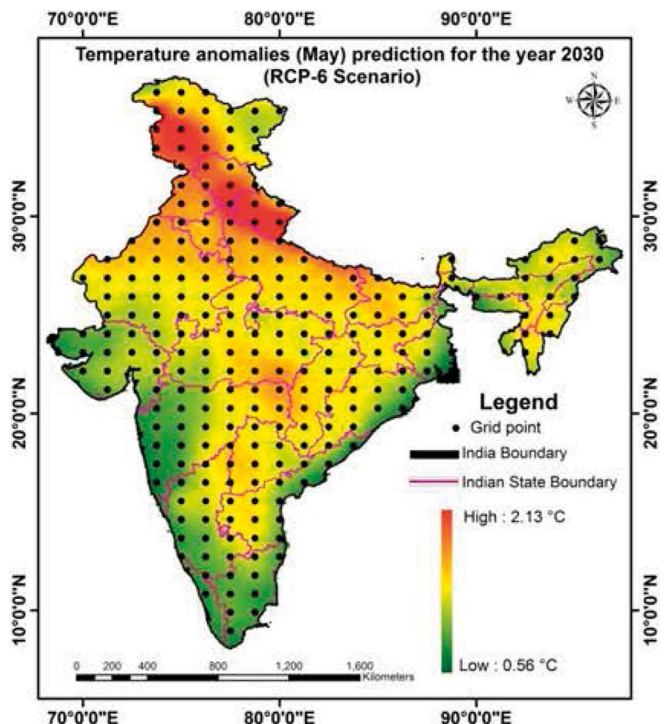 70°0'0"E 80°0'0"E 90°0'0"E
Temperature anomalies (May) prediction for the year 2030
(RCP-6 Scenario)
N
W E
S
30°0'0"N 30°0'0"N
20°0'0"N 20°0'0"N
10°0'0"N 10°0'0"N
Legend
Grid point
India Boundary
Indian State Boundary
High : 2.13 °C
Low : 0.56 °C
0 200 400 800 1,200 1,600
Kilometers
70°0'0"E 80°0'0"E 90°0'0"E